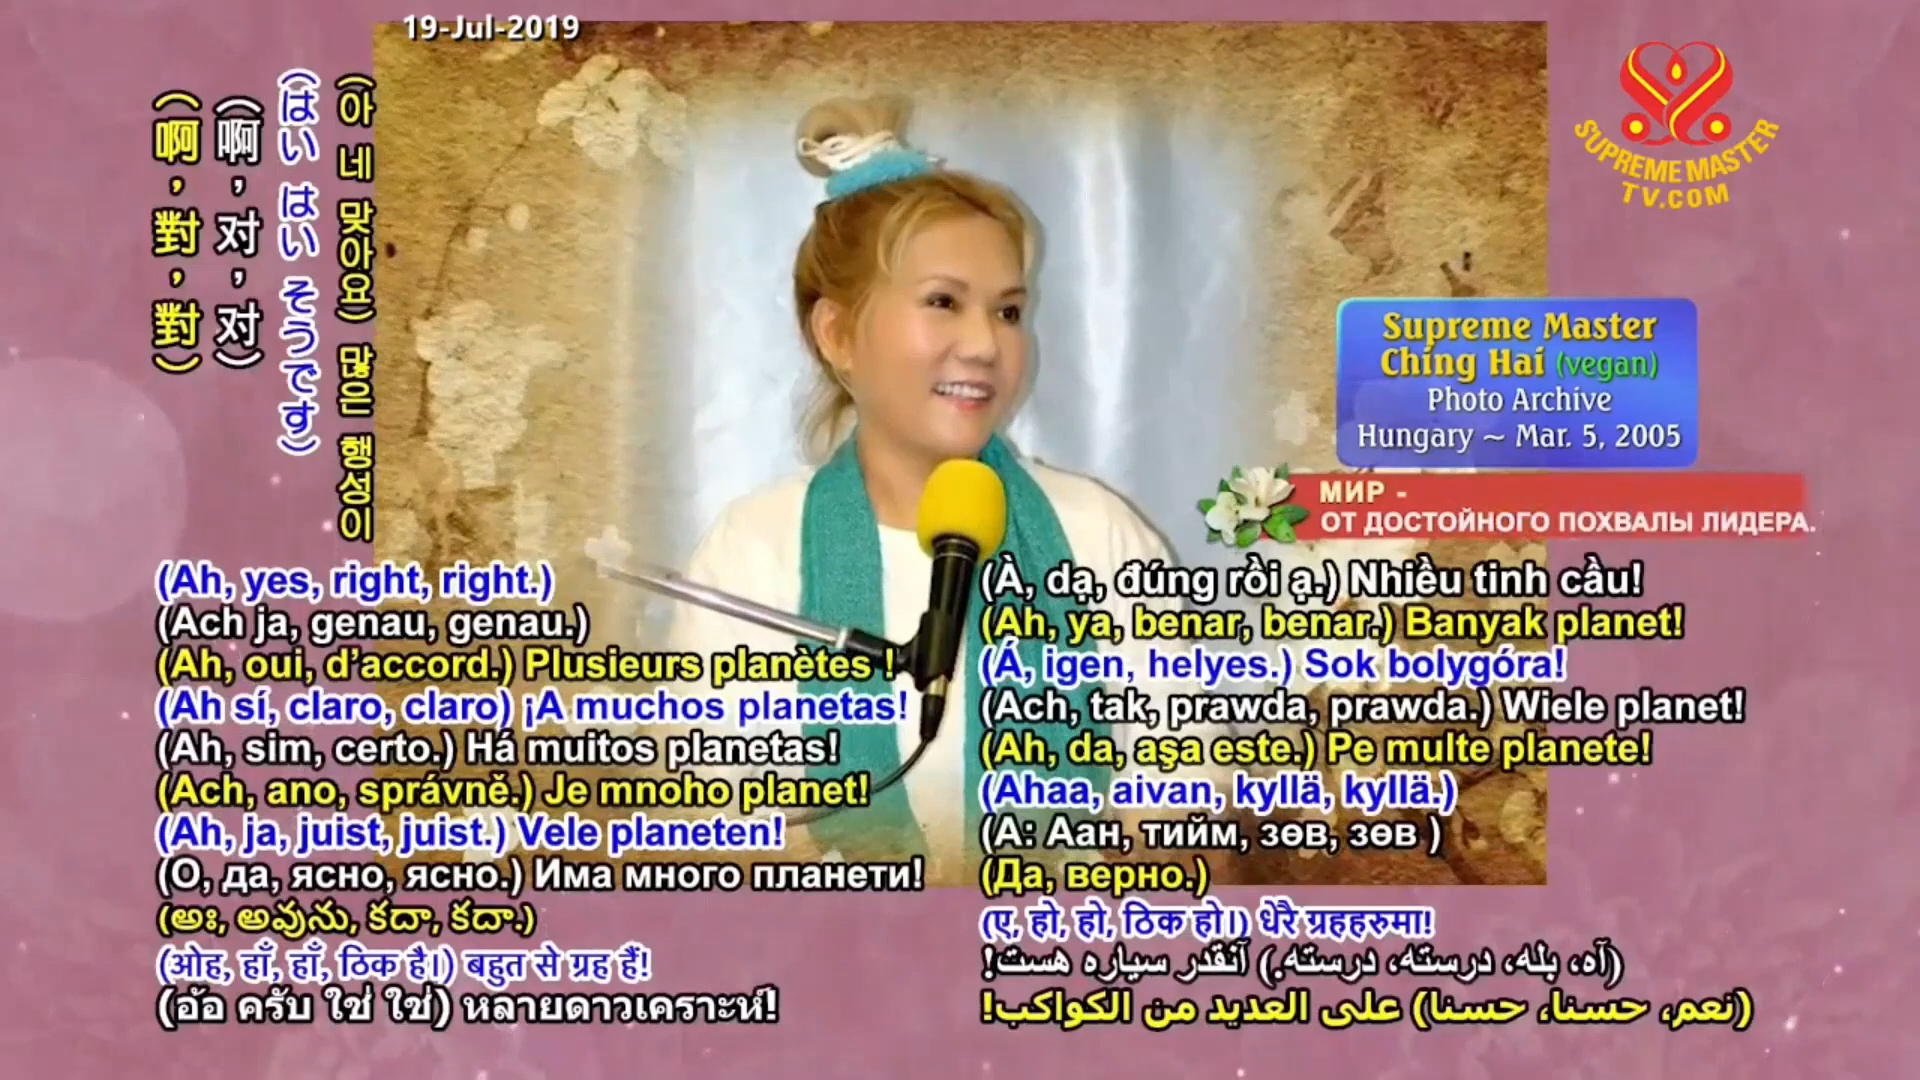 19-Jul-2019
SUPREME MASTER
TV.COM
(啊，對，對)
(啊，对，对)
(はい はい そうです)
(아 네 맞아요) 많은 행성이
Supreme Master
Ching Hai (vegan)
Photo Archive
Hungary ~ Mar. 5, 2005
МИР -
ОТ ДОСТОЙНОГО ПОХВАЛЫ ЛИДЕРА.
(Ah, yes, right, right.)
(Ach ja, genau, genau.)
(Ah, oui, d’accord.) Plusieurs planètes !
(Ah sí, claro, claro) ¡A muchos planetas!
(Ah, sim, certo.) Há muitos planetas!
(Ach, ano, správně.) Je mnoho planet!
(Ah, ja, juist, juist.) Vele planeten!
(О, да, ясно, ясно.) Има много планети!
(అః, అవును, కదా, కదా.)
(ओह, हाँ, हाँ, ठिक है।) बहुत से ग्रह हैं!
(อ้อ ครับ ใช่ ใช่) หลายดาวเคราะห์!
(À, dạ, đúng rồi ạ.) Nhiều tinh cầu!
(Ah, ya, benar, benar.) Banyak planet!
(Á, igen, helyes.) Sok bolygóra!
(Ach, tak, prawda, prawda.) Wiele planet!
(Ah, da, aşa este.) Pe multe planete!
(Ahaa, aivan, kyllä, kyllä.)
(А: Аан, тийм, зөв, зөв )
(Да, верно.)
(ए, हो, हो, ठिक हो।) धेरै ग्रहहरुमा!
(آه، بله، درسته، درسته.) آنقدر سیاره هست!
(نعم، حسنا، حسنا) على العديد من الكواكب!